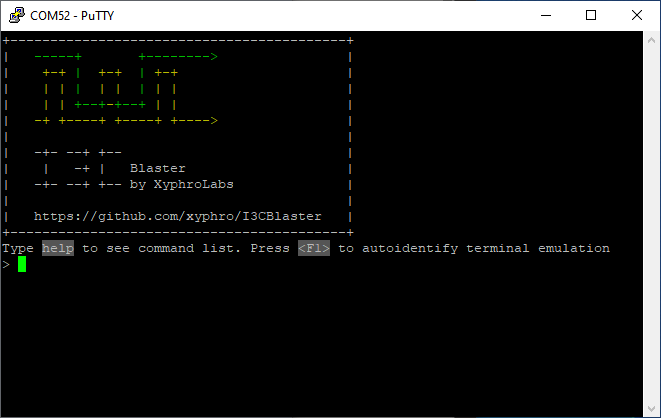 COM52 - PuTTY
+------------------------------------------+
|   -----+       +-------->                |
|    +-+ |  +-+  | +-+                     |
|    | | |  | |  | | |                     |
|    | | +--+-+--+ | |                     |
|   -+ +----+ +----+ +---->                |
|                                          |
|   -+- --+ +--                            |
|    |   -+ |   Blaster                    |
|   -+- --+ +-- by XyphroLabs              |
|                                          |
|   https://github.com/xyphro/I3CBlaster   |
+------------------------------------------+
Type help to see command list. Press <F1> to autoidentify terminal emulation
>